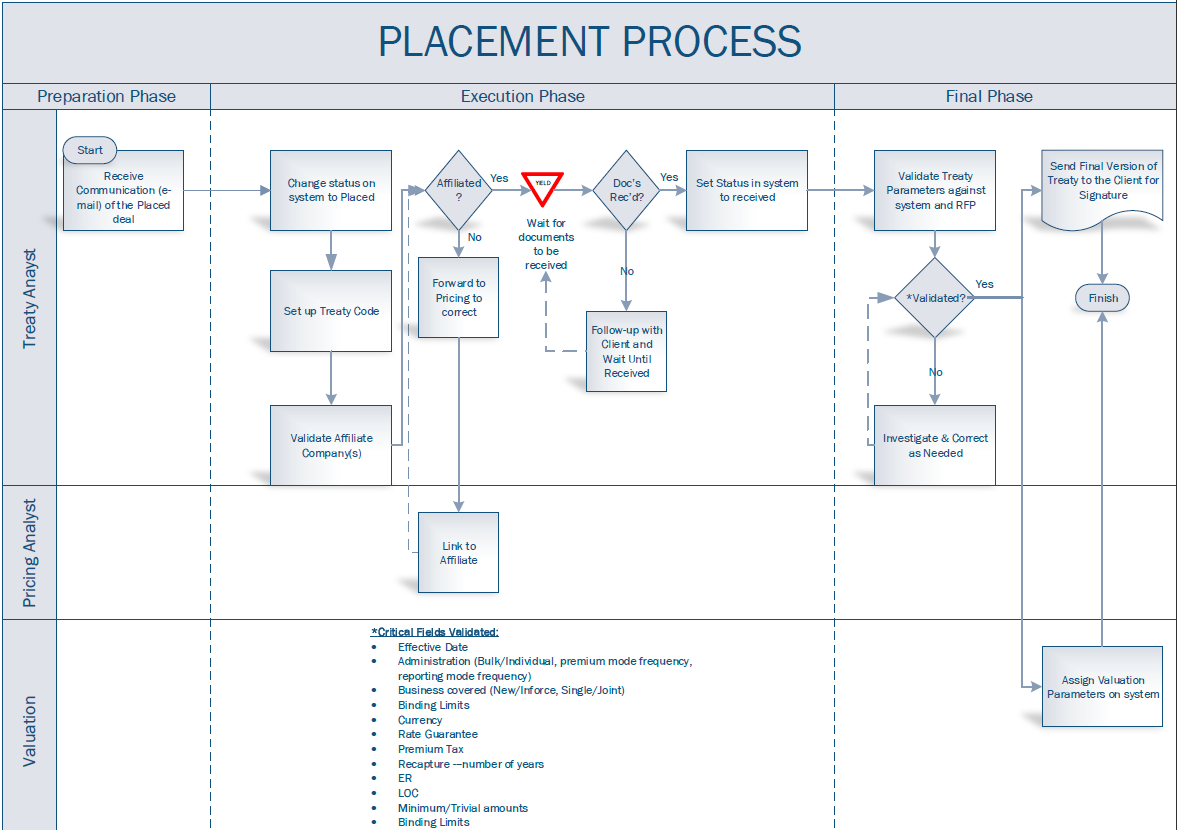 PLACEMENT PROCESS
Preparation Phase
Execution Phase
Final Phase
Treaty Anayst
Start
Receive
Communication (e-
mail) of the Placed
deal
Change status on
system to Placed
Set up Treaty Code
Validate Affiliate
Company(s)
Affiliated
?
Yes
No
Forward to
Pricing to
correct
YIELD
Wait for
documents
to be
received
Doc's
Rec'd?
Yes
No
Follow-up with
Client and
Wait Until
Received
Set Status in system
to received
Validate Treaty
Parameters against
system and RFP
*Validated?
Yes
No
Investigate & Correct
as Needed
Send Final Version of
Treaty to the Client for
Signature
Finish
Pricing Analyst
Link to
Affiliate
Valuation
*Critical Fields Validated:
• Effective Date
• Administration (Bulk/Individual, premium mode frequency,
reporting mode frequency)
• Business covered (New/Inforce, Single/Joint)
• Binding Limits
• Currency
• Rate Guarantee
• Premium Tax
• Recapture —number of years
• ER
• LOC
• Minimum/Trivial amounts
• Binding Limits
Assign Valuation
Parameters on system